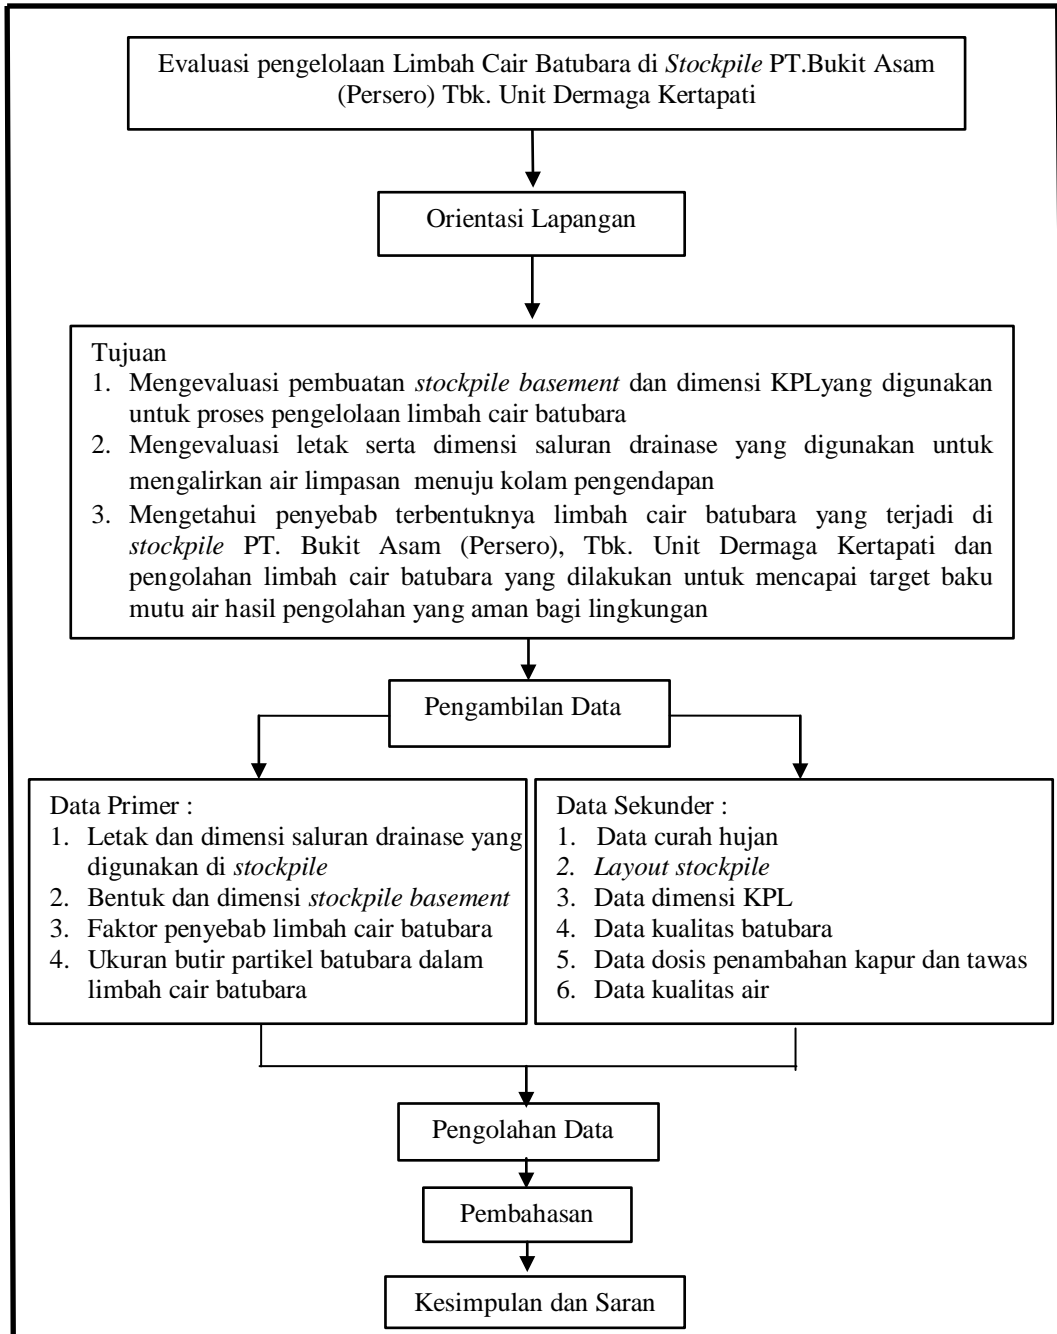 Evaluasi pengelolaan Limbah Cair Batubara di Stockpile PT.Bukit Asam
(Persero) Tbk. Unit Dermaga Kertapati
Orientasi Lapangan
Tujuan
1. Mengevaluasi pembuatan stockpile basement dan dimensi KPLyang digunakan
untuk proses pengelolaan limbah cair batubara
2. Mengevaluasi letak serta dimensi saluran drainase yang digunakan untuk
mengalirkan air limpasan menuju kolam pengendapan
3. Mengetahui penyebab terbentuknya limbah cair batubara yang terjadi di
stockpile PT. Bukit Asam (Persero), Tbk. Unit Dermaga Kertapati dan
pengolahan limbah cair batubara yang dilakukan untuk mencapai target baku
mutu air hasil pengolahan yang aman bagi lingkungan
Pengambilan Data
Data Primer :
1. Letak dan dimensi saluran drainase yang
digunakan di stockpile
2. Bentuk dan dimensi stockpile basement
3. Faktor penyebab limbah cair batubara
4. Ukuran butir partikel batubara dalam
limbah cair batubara
Data Sekunder :
1. Data curah hujan
2. Layout stockpile
3. Data dimensi KPL
4. Data kualitas batubara
5. Data dosis penambahan kapur dan tawas
6. Data kualitas air
Pengolahan Data
Pembahasan
Kesimpulan dan Saran